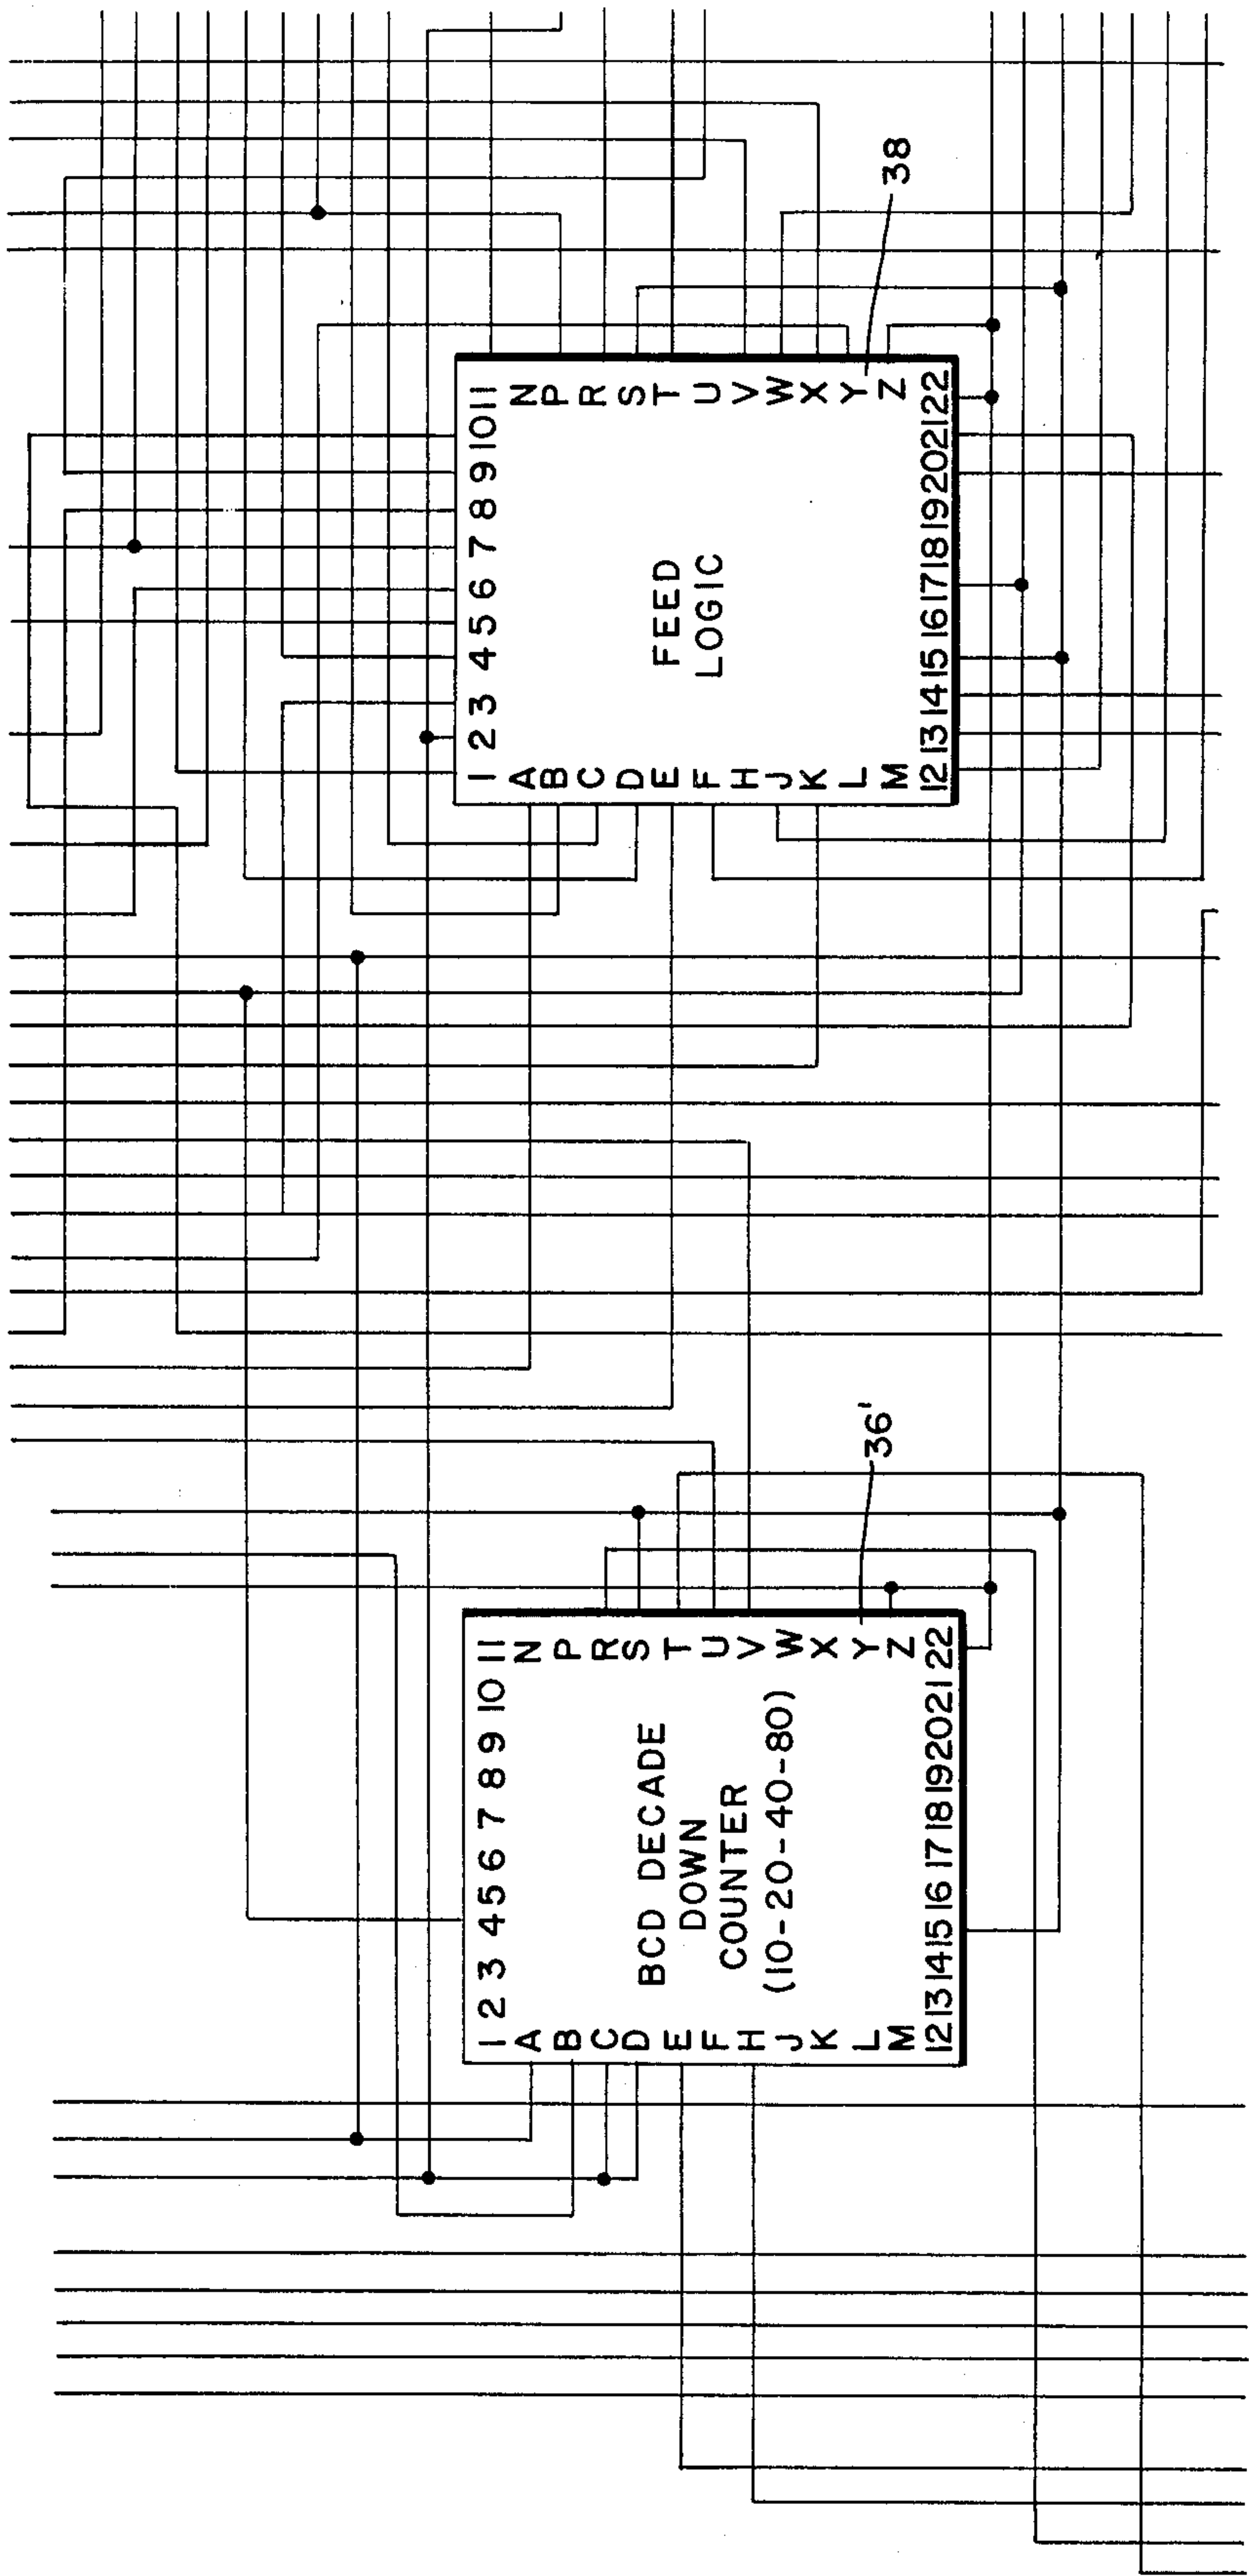 1 2 3 4 5 6 7 8 9 10 11
A
B
C
D
E
F
H
J
K
L
M
BCD DECADE
DOWN
COUNTER
(10-20-40-80)
N
P
R
S
T
U
V
W
X
Y
Z
12 13 14 15 16 17 18 19 20 21 22
36'
1 2 3 4 5 6 7 8 9 10 11
A
B
C
D
E
F
H
J
K
L
M
FEED
LOGIC
N
P
R
S
T
U
V
W
X
Y
Z
12 13 14 15 16 17 18 19 20 21 22
38